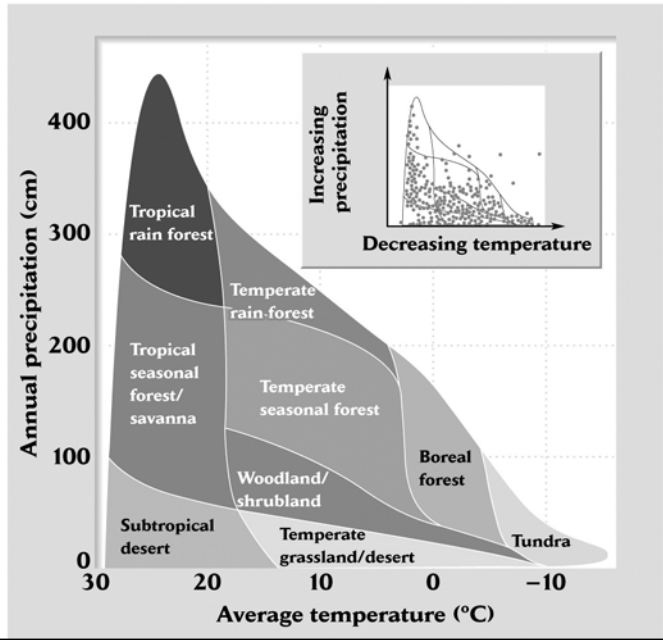 Annual precipitation (cm)
400
300
200
100
0
30
20
10
0
−10
Average temperature (°C)
Increasing
precipitation
Decreasing temperature
Tropical
rain forest
Temperate
rain forest
Tropical
seasonal
forest/
savanna
Temperate
seasonal forest
Boreal
forest
Woodland/
shrubland
Subtropical
desert
Temperate
grassland/desert
Tundra